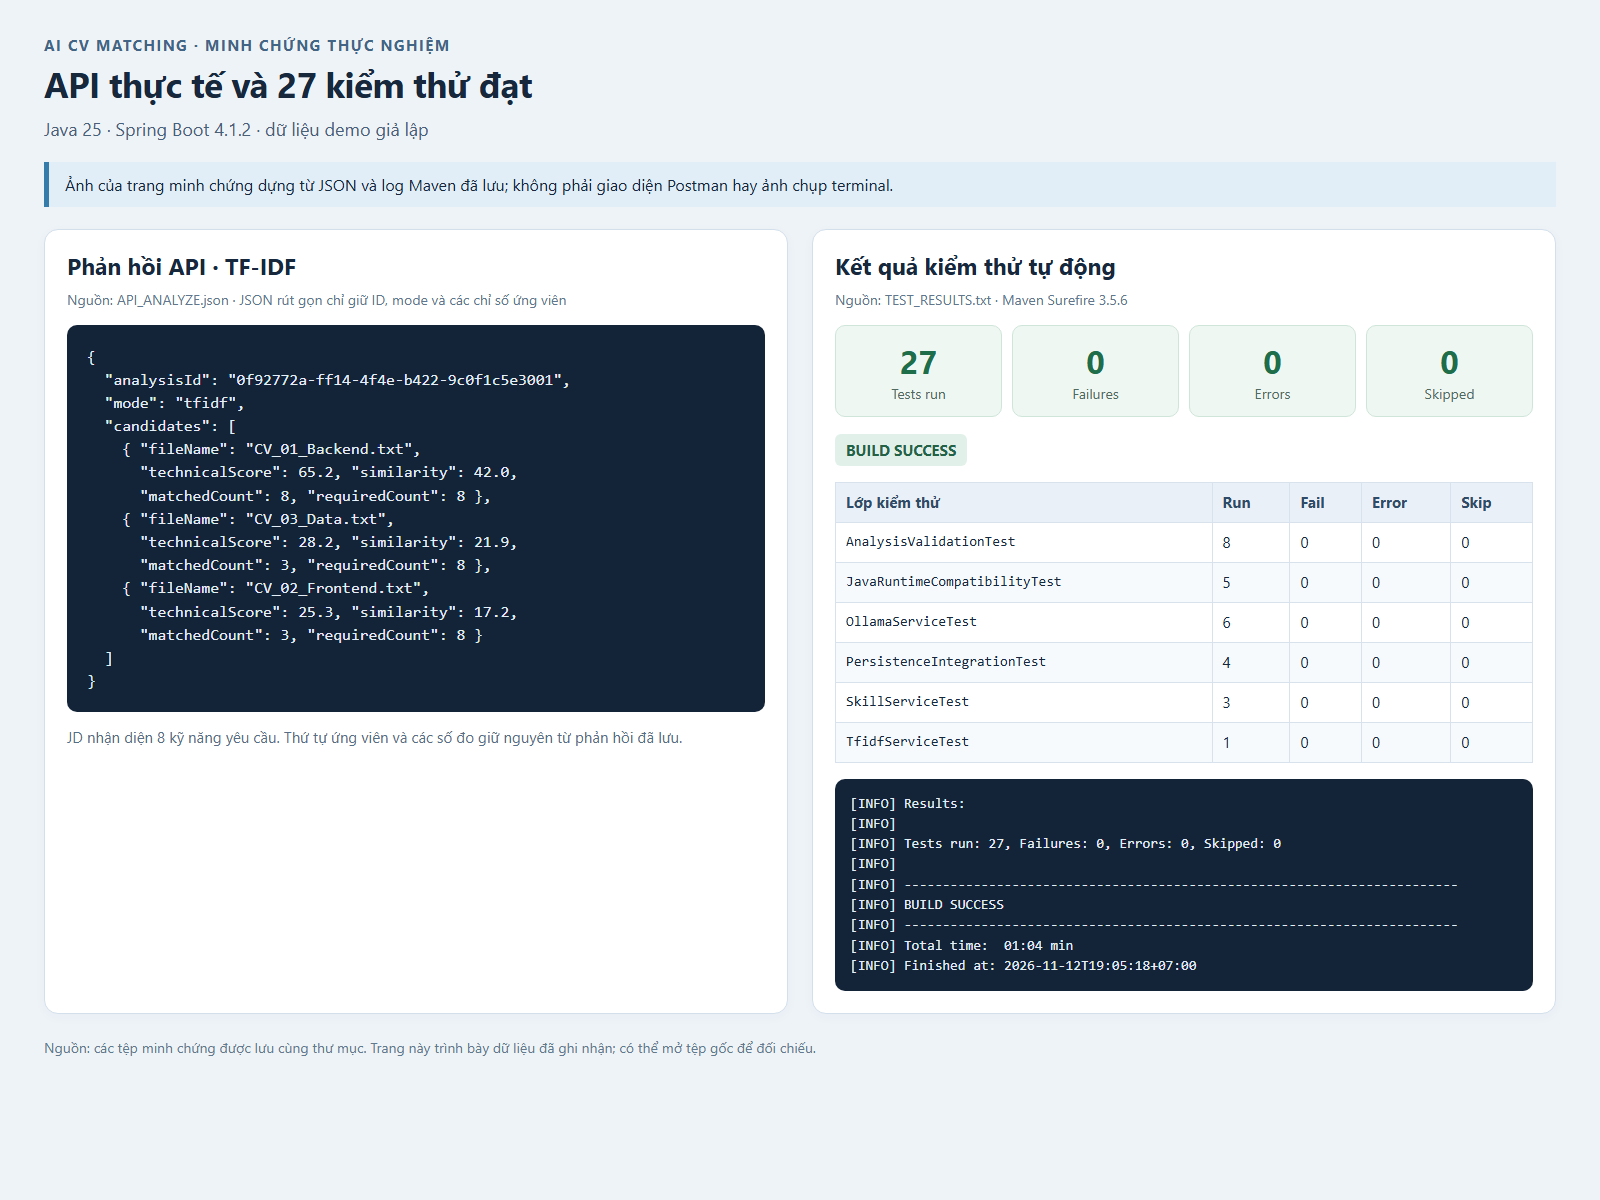 AI CV MATCHING · MINH CHỨNG THỰC NGHIỆM
API thực tế và 27 kiểm thử đạt
Java 25 · Spring Boot 4.1.2 · dữ liệu demo giả lập
Ảnh của trang minh chứng dựng từ JSON và log Maven đã lưu; không phải giao diện Postman hay ảnh chụp terminal.
Phản hồi API · TF-IDF
Nguồn: API_ANALYZE.json · JSON rút gọn chỉ giữ ID, mode và các chỉ số ứng viên
{
"analysisId": "0f92772a-ff14-4f4e-b422-9c0f1c5e3001",
"mode": "tfidf",
"candidates": [
{ "fileName": "CV_01_Backend.txt",
"technicalScore": 65.2, "similarity": 42.0,
"matchedCount": 8, "requiredCount": 8 },
{ "fileName": "CV_03_Data.txt",
"technicalScore": 28.2, "similarity": 21.9,
"matchedCount": 3, "requiredCount": 8 },
{ "fileName": "CV_02_Frontend.txt",
"technicalScore": 25.3, "similarity": 17.2,
"matchedCount": 3, "requiredCount": 8 }
]
}
JD nhận diện 8 kỹ năng yêu cầu. Thứ tự ứng viên và các số đo giữ nguyên từ phản hồi đã lưu.
Kết quả kiểm thử tự động
Nguồn: TEST_RESULTS.txt · Maven Surefire 3.5.6
27 0 0 0
Tests run Failures Errors Skipped
BUILD SUCCESS
Lớp kiểm thử Run Fail Error Skip
AnalysisValidationTest 8 0 0 0
JavaRuntimeCompatibilityTest 5 0 0 0
OllamaServiceTest 6 0 0 0
PersistenceIntegrationTest 4 0 0 0
SkillServiceTest 3 0 0 0
TfidfServiceTest 1 0 0 0
[INFO] Results:
[INFO]
[INFO] Tests run: 27, Failures: 0, Errors: 0, Skipped: 0
[INFO]
[INFO] ------------------------------------------------------------------------
[INFO] BUILD SUCCESS
[INFO] ------------------------------------------------------------------------
[INFO] Total time:  01:04 min
[INFO] Finished at: 2026-11-12T19:05:18+07:00
Nguồn: các tệp minh chứng được lưu cùng thư mục. Trang này trình bày dữ liệu đã ghi nhận; có thể mở tệp gốc để đối chiếu.